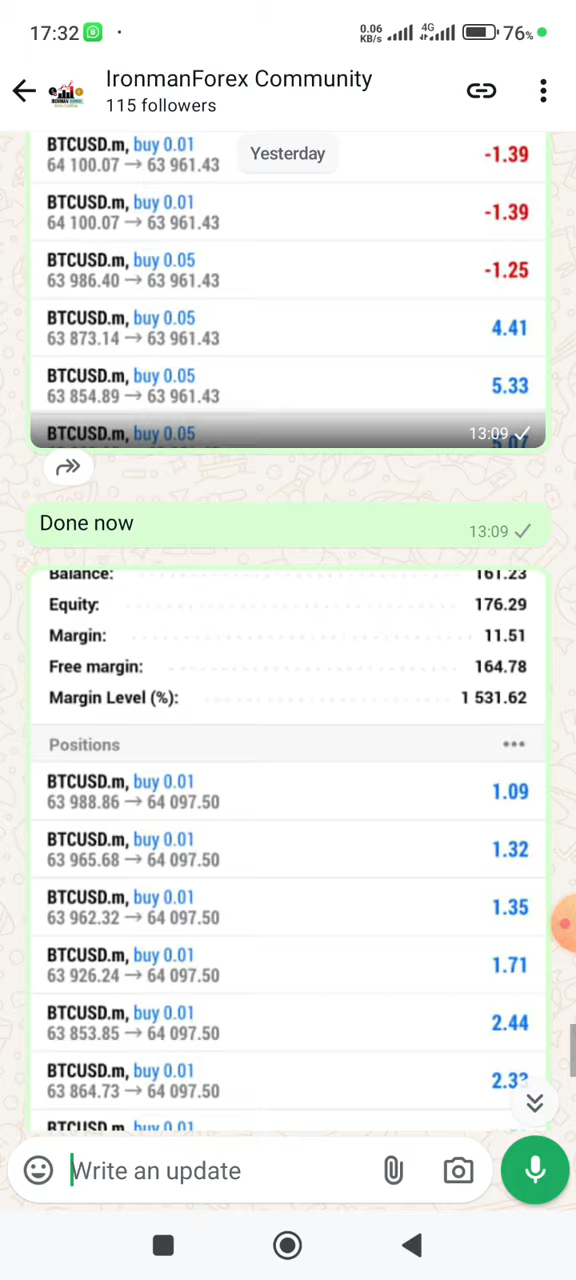 17:32
0.06 KB/s 4G 76%
IronmanForex Community
115 followers
Yesterday
BTCUSD.m, buy 0.01
64 100.07 → 63 961.43
-1.39
BTCUSD.m, buy 0.01
64 100.07 → 63 961.43
-1.39
BTCUSD.m, buy 0.05
63 986.40 → 63 961.43
-1.25
BTCUSD.m, buy 0.05
63 873.14 → 63 961.43
4.41
BTCUSD.m, buy 0.05
63 854.89 → 63 961.43
5.33
BTCUSD.m, buy 0.05
13:09
Done now
13:09
Balance: 161.23
Equity: 176.29
Margin: 11.51
Free margin: 164.78
Margin Level (%): 1 531.62
Positions
BTCUSD.m, buy 0.01
63 988.86 → 64 097.50
1.09
BTCUSD.m, buy 0.01
63 965.68 → 64 097.50
1.32
BTCUSD.m, buy 0.01
63 962.32 → 64 097.50
1.35
BTCUSD.m, buy 0.01
63 926.24 → 64 097.50
1.71
BTCUSD.m, buy 0.01
63 853.85 → 64 097.50
2.44
BTCUSD.m, buy 0.01
63 864.73 → 64 097.50
2.33
BTCUSD.m, buy 0.01
Write an update